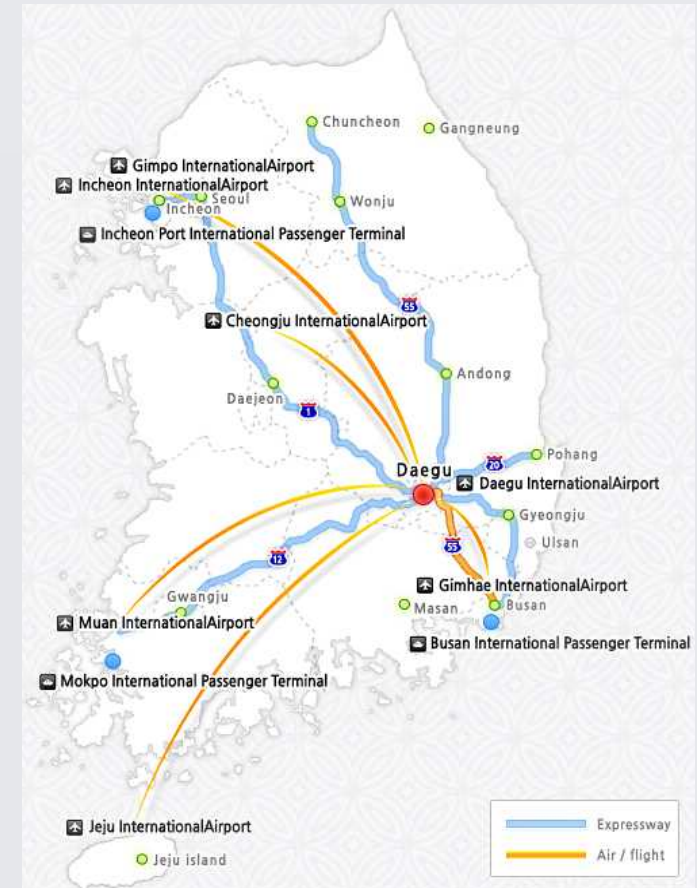 Chuncheon
Gangneung
Gimpo InternationalAirport
Incheon InternationalAirport
Seoul
Incheon
Wonju
Incheon Port International Passenger Terminal
55
Cheongju InternationalAirport
Andong
Daejeon
1
Pohang
20
Daegu
Daegu InternationalAirport
Gyeongju
Ulsan
55
12
Gimhae InternationalAirport
Gwangju
Masan
Busan
Muan InternationalAirport
Busan International Passenger Terminal
Mokpo International Passenger Terminal
Jeju InternationalAirport
Jeju island
Expressway
Air / flight